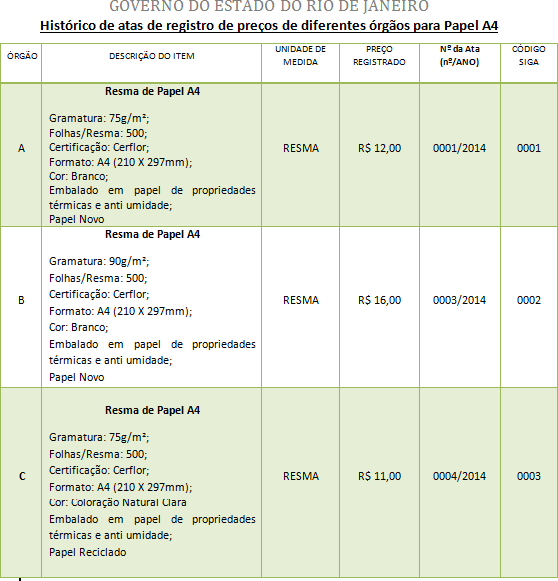 GOVERNO DO ESTADO DO RIO DE JANEIRO
Histórico de atas de registro de preços de diferentes órgãos para Papel A4
ÓRGÃO
DESCRIÇÃO DO ITEM
UNIDADE DE
MEDIDA
PREÇO
REGISTRADO
Nº da Ata
(nº/ANO)
CÓDIGO
SIGA
A
Resma de Papel A4
Gramatura: 75g/m²;
Folhas/Resma: 500;
Certificação: Cerflor;
Formato: A4 (210 X 297mm);
Cor: Branco;
Embalado em papel de propriedades
térmicas e anti umidade;
Papel Novo
RESMA
R$ 12,00
0001/2014
0001
B
Resma de Papel A4
Gramatura: 90g/m²;
Folhas/Resma: 500;
Certificação: Cerflor;
Formato: A4 (210 X 297mm);
Cor: Branco;
Embalado em papel de propriedades
térmicas e anti umidade;
Papel Novo
RESMA
R$ 16,00
0003/2014
0002
C
Resma de Papel A4
Gramatura: 75g/m²;
Folhas/Resma: 500;
Certificação: Cerflor;
Formato: A4 (210 X 297mm);
Cor: Coloração Natural Clara
Embalado em papel de propriedades
térmicas e anti umidade;
Papel Reciclado
RESMA
R$ 11,00
0004/2014
0003